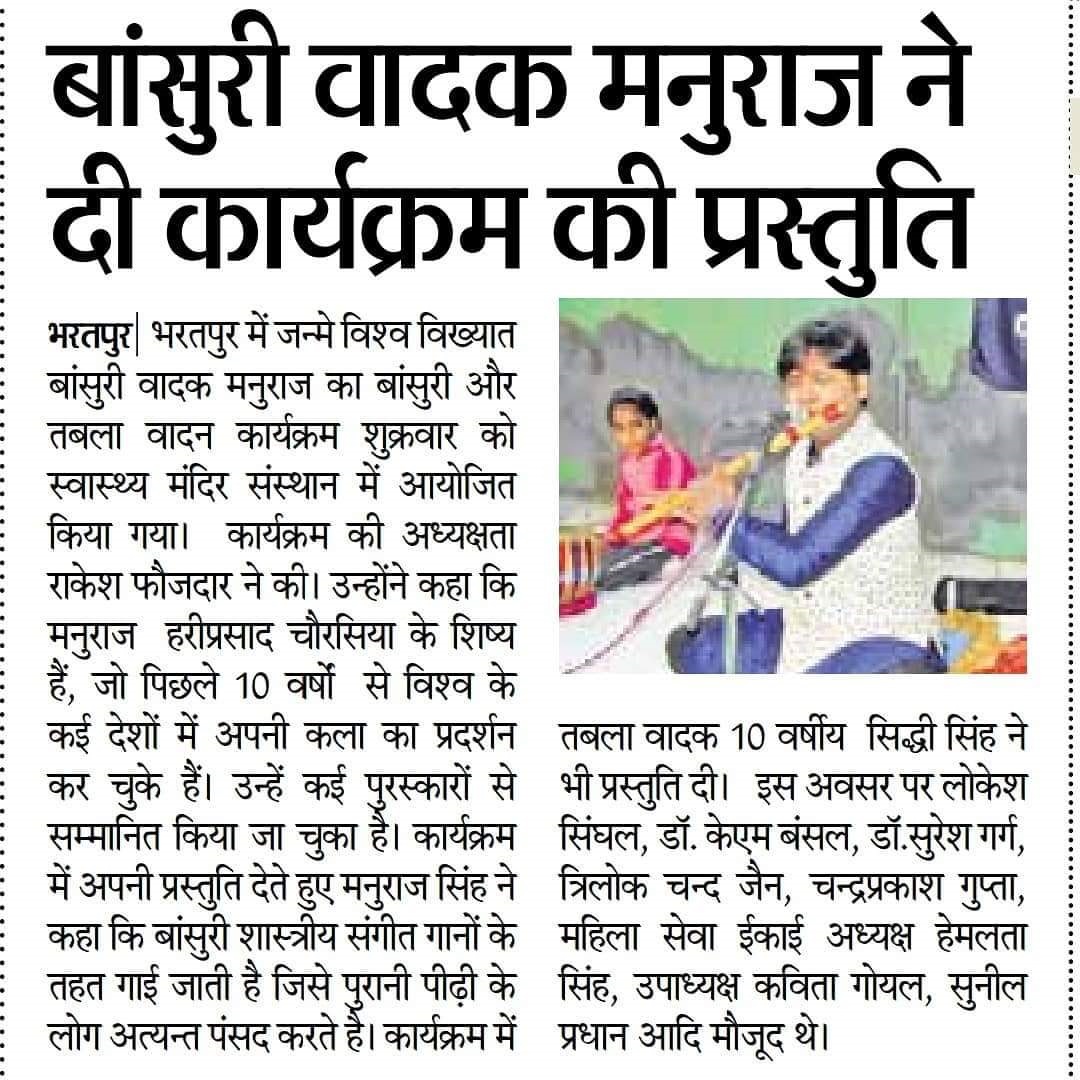 बांसुरी वादक मनुराज ने
दी कार्यक्रम की प्रस्तुति
भरतपुर| भरतपुर में जन्मे विश्व विख्यात
बांसुरी वादक मनुराज का बांसुरी और
तबला वादन कार्यक्रम शुक्रवार को
स्वास्थ्य मंदिर संस्थान में आयोजित
किया गया। कार्यक्रम की अध्यक्षता
राकेश फौजदार ने की। उन्होंने कहा कि
मनुराज हरीप्रसाद चौरसिया के शिष्य
हैं, जो पिछले 10 वर्षों से विश्व के
कई देशों में अपनी कला का प्रदर्शन
कर चुके हैं। उन्हें कई पुरस्कारों से
सम्मानित किया जा चुका है। कार्यक्रम
में अपनी प्रस्तुति देते हुए मनुराज सिंह ने
कहा कि बांसुरी शास्त्रीय संगीत गानों के
तहत गाई जाती है जिसे पुरानी पीढ़ी के
लोग अत्यन्त पंसद करते है। कार्यक्रम में
तबला वादक 10 वर्षीय सिद्धी सिंह ने
भी प्रस्तुति दी। इस अवसर पर लोकेश
सिंघल, डॉ. केएम बंसल, डॉ.सुरेश गर्ग,
त्रिलोक चन्द जैन, चन्द्रप्रकाश गुप्ता,
महिला सेवा ईकाई अध्यक्ष हेमलता
सिंह, उपाध्यक्ष कविता गोयल, सुनील
प्रधान आदि मौजूद थे।